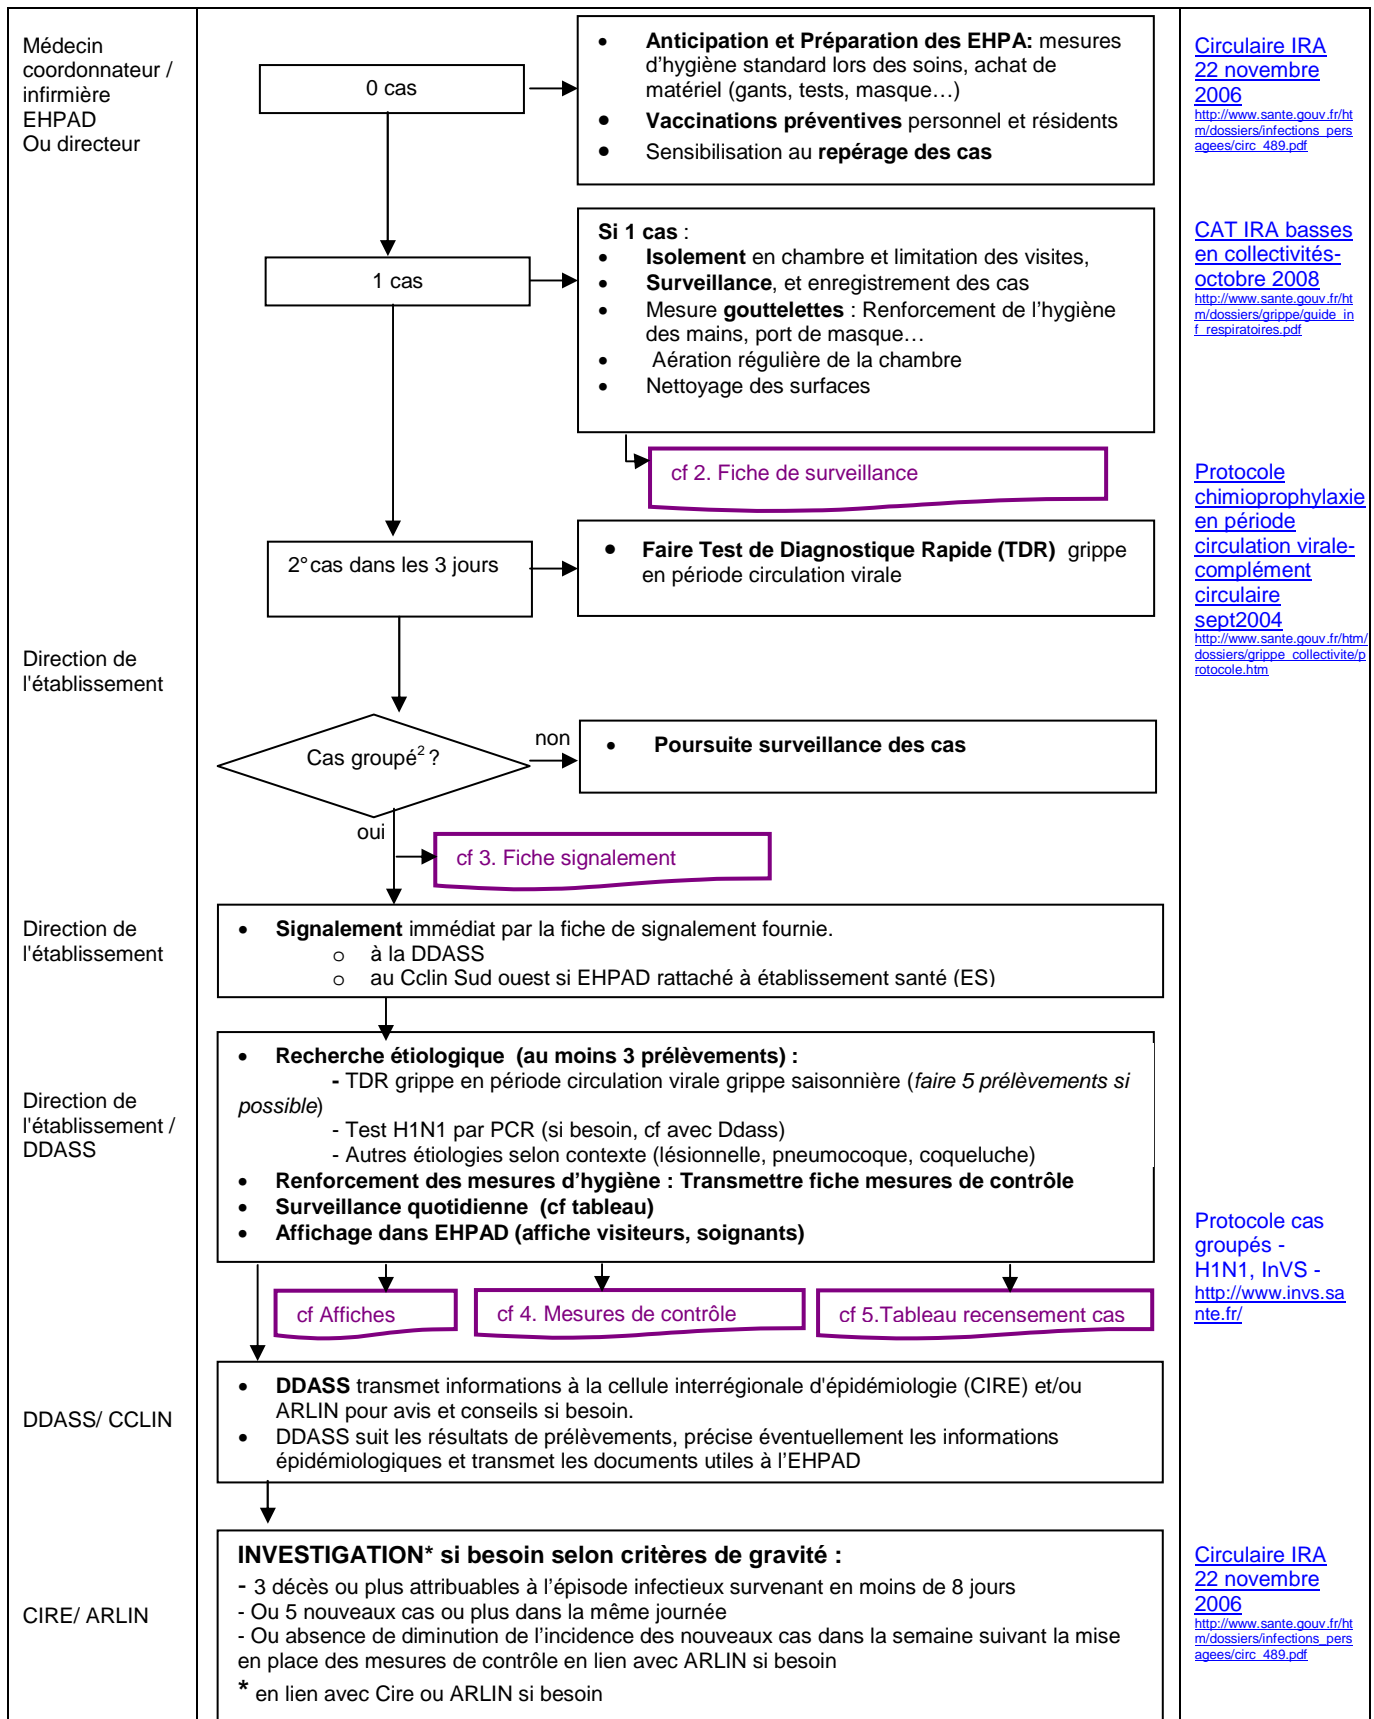 Médecin
coordonnateur /
infirmière
EHPAD
Ou directeur
0 cas
• Anticipation et Préparation des EHPA: mesures
d'hygiène standard lors des soins, achat de
matériel (gants, tests, masque…)
• Vaccinations préventives personnel et résidents
• Sensibilisation au repérage des cas
Circulaire IRA
22 novembre
2006
http://www.sante.gouv.fr/ht
m/dossiers/infections_pers
agees/circ_489.pdf
1 cas
Si 1 cas :
• Isolement en chambre et limitation des visites,
• Surveillance, et enregistrement des cas
• Mesure gouttelettes : Renforcement de l'hygiène
des mains, port de masque…
• Aération régulière de la chambre
• Nettoyage des surfaces
CAT IRA basses
en collectivités-
octobre 2008
http://www.sante.gouv.fr/ht
m/dossiers/grippe/guide_in
f_respiratoires.pdf
cf 2. Fiche de surveillance
2° cas dans les 3 jours
• Faire Test de Diagnostique Rapide (TDR) grippe
en période circulation virale
Protocole
chimioprophylaxie
en période
circulation virale-
complément
circulaire
sept2004
http://www.sante.gouv.fr/htm/
dossiers/grippe_collectivite/p
rotocole.htm
Direction de
l'établissement
Cas groupé2 ?
non
• Poursuite surveillance des cas
oui
cf 3. Fiche signalement
Direction de
l'établissement
• Signalement immédiat par la fiche de signalement fournie.
o à la DDASS
o au Cclin Sud ouest si EHPAD rattaché à établissement santé (ES)
Direction de
l'établissement /
DDASS
• Recherche étiologique (au moins 3 prélèvements) :
- TDR grippe en période circulation virale grippe saisonnière (faire 5 prélèvements si
possible)
- Test H1N1 par PCR (si besoin, cf avec Ddass)
- Autres étiologies selon contexte (lésionnelle, pneumocoque, coqueluche)
• Renforcement des mesures d'hygiène : Transmettre fiche mesures de contrôle
• Surveillance quotidienne (cf tableau)
• Affichage dans EHPAD (affiche visiteurs, soignants)
Protocole cas
groupés -
H1N1, InVS -
http://www.invs.sa
nte.fr/
cf Affiches
cf 4. Mesures de contrôle
cf 5.Tableau recensement cas
DDASS/ CCLIN
• DDASS transmet informations à la cellule interrégionale d'épidémiologie (CIRE) et/ou
ARLIN pour avis et conseils si besoin.
• DDASS suit les résultats de prélèvements, précise éventuellement les informations
épidémiologiques et transmet les documents utiles à l'EHPAD
CIRE/ ARLIN
INVESTIGATION* si besoin selon critères de gravité :
- 3 décès ou plus attribuables à l'épisode infectieux survenant en moins de 8 jours
- Ou 5 nouveaux cas ou plus dans la même journée
- Ou absence de diminution de l'incidence des nouveaux cas dans la semaine suivant la mise
en place des mesures de contrôle en lien avec ARLIN si besoin
* en lien avec Cire ou ARLIN si besoin
Circulaire IRA
22 novembre
2006
http://www.sante.gouv.fr/ht
m/dossiers/infections_pers
agees/circ_489.pdf